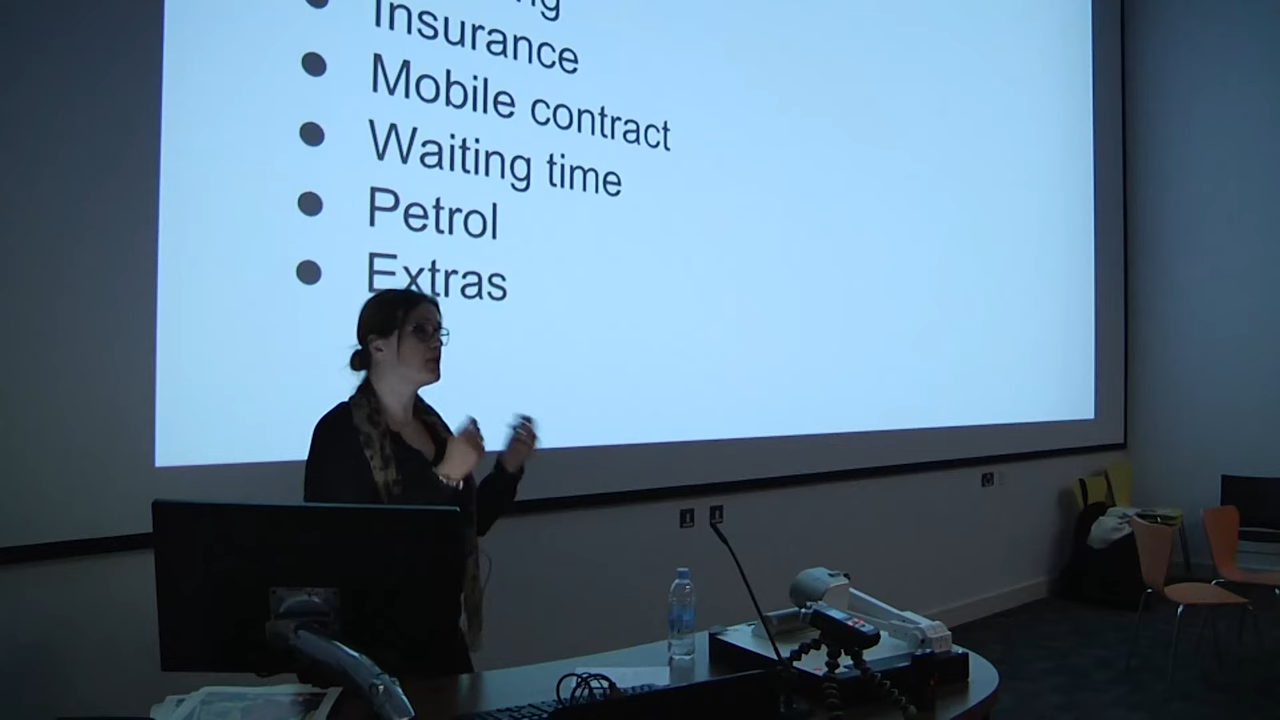 Insurance
Mobile contract
Waiting time
Petrol
Extras